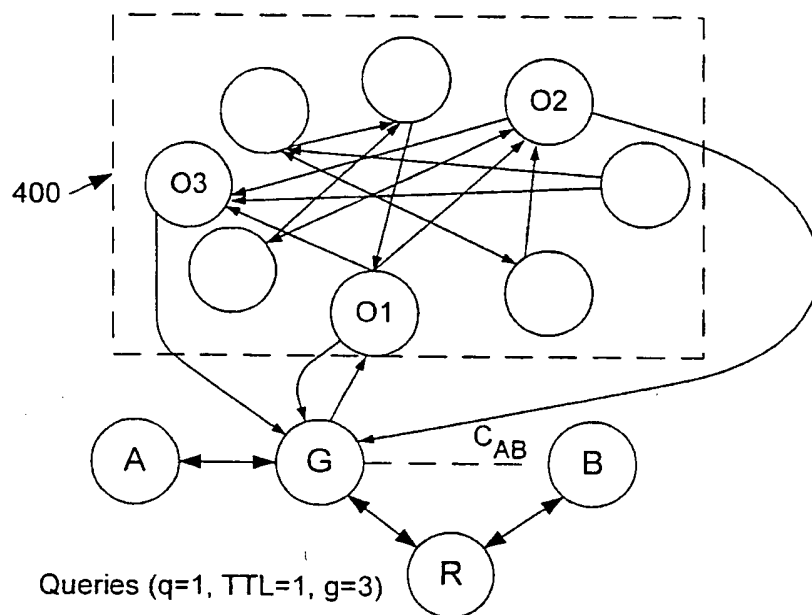 O2
400
O3
O1
C_AB
A
G
B
R
Queries (q=1, TTL=1, g=3)